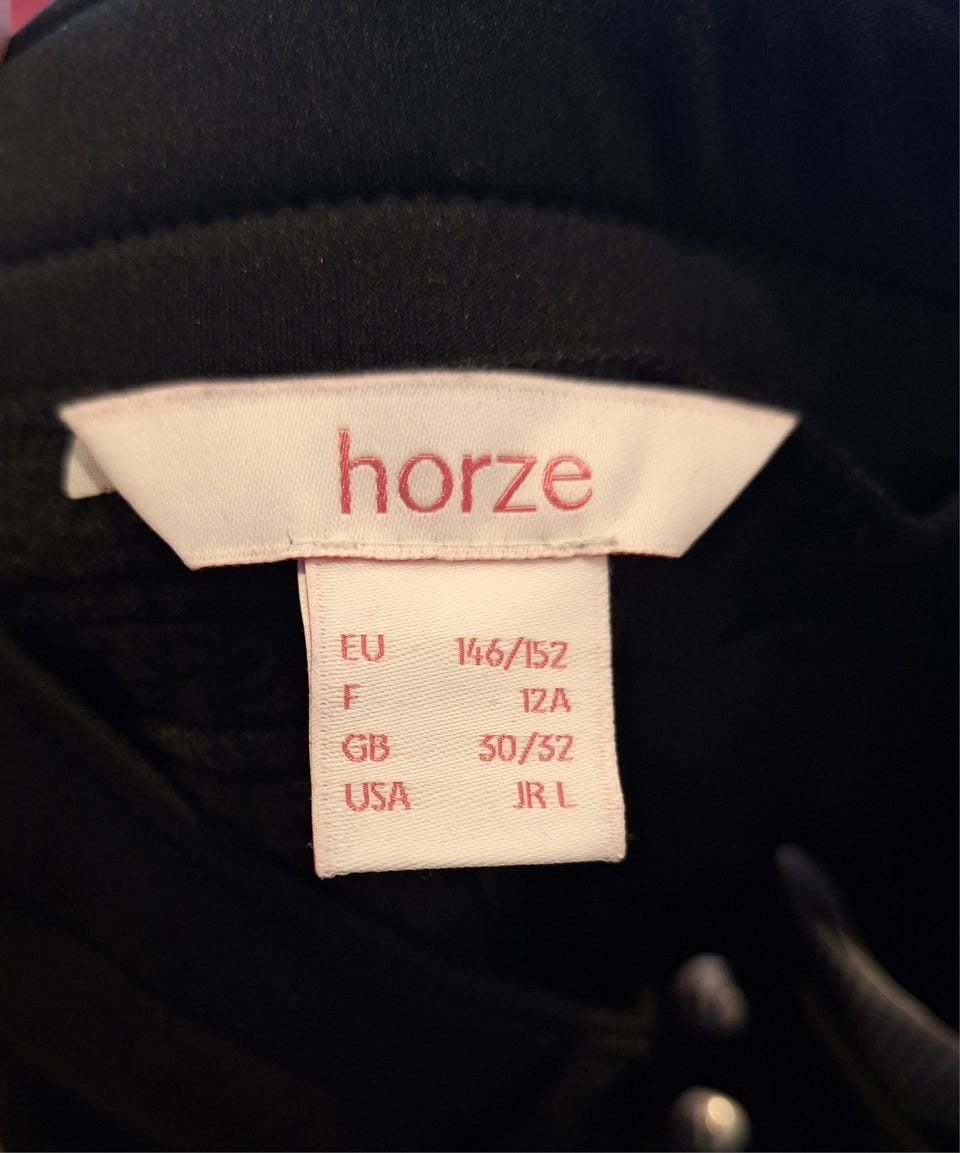 horze
EU 146/152
F 12A
GB 30/32
USA JR L